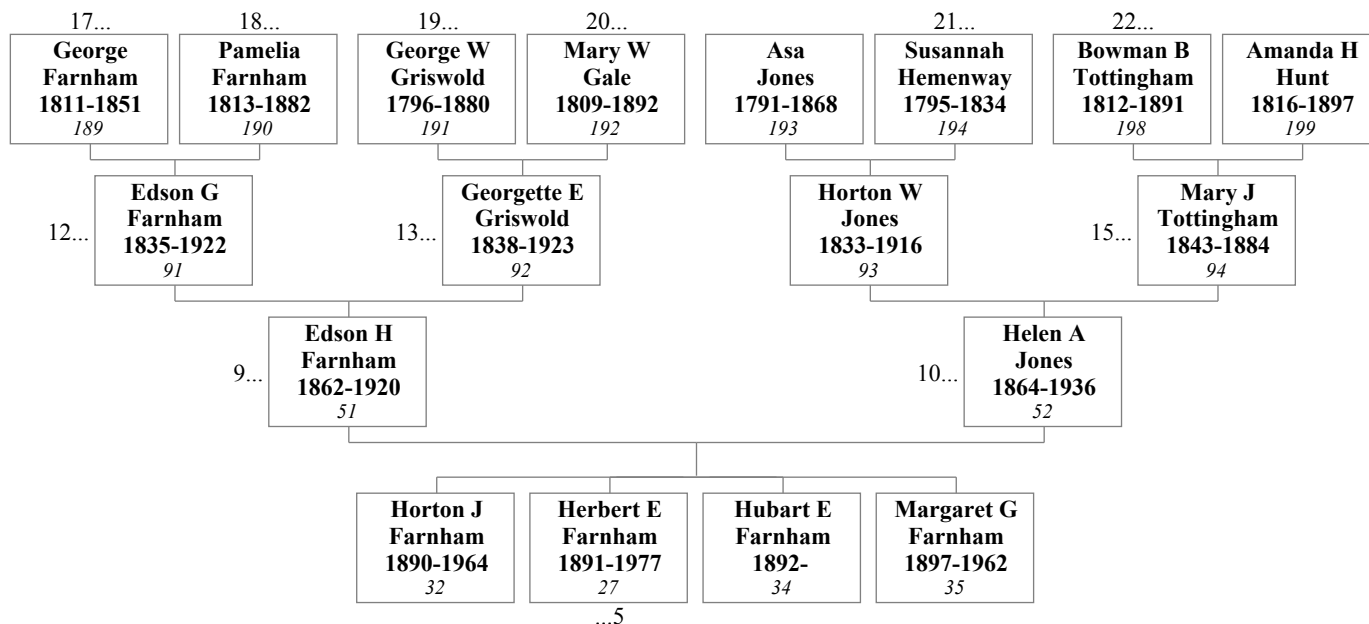 17...
18...
19...
20...
21...
22...
George
Farnham
1811-1851
189
Pamelia
Farnham
1813-1882
190
George W
Griswold
1796-1880
191
Mary W
Gale
1809-1892
192
Asa
Jones
1791-1868
193
Susannah
Hemenway
1795-1834
194
Bowman B
Tottingham
1812-1891
198
Amanda H
Hunt
1816-1897
199
12...
Edson G
Farnham
1835-1922
91
13...
Georgette E
Griswold
1838-1923
92
Horton W
Jones
1833-1916
93
15...
Mary J
Tottingham
1843-1884
94
9...
Edson H
Farnham
1862-1920
51
10...
Helen A
Jones
1864-1936
52
Horton J
Farnham
1890-1964
32
Herbert E
Farnham
1891-1977
27
Hubart E
Farnham
1892-
34
Margaret G
Farnham
1897-1962
35
...5